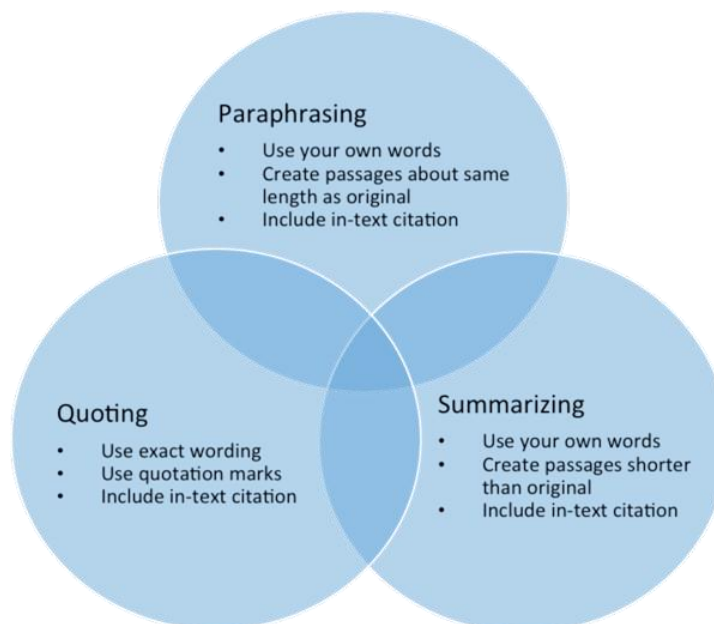 Paraphrasing
• Use your own words
• Create passages about same
length as original
• Include in-text citation
Quoting
• Use exact wording
• Use quotation marks
• Include in-text citation
Summarizing
• Use your own words
• Create passages shorter
than original
• Include in-text citation